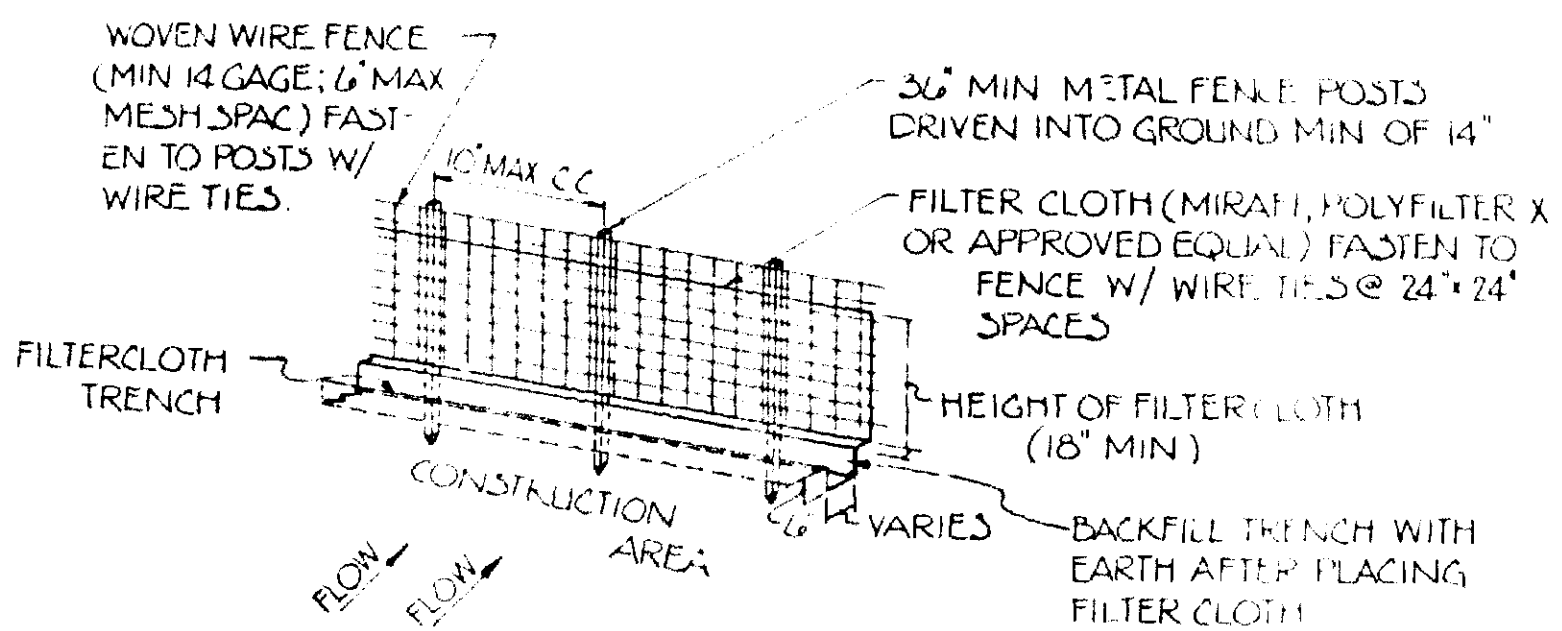 WOVEN WIRE FENCE
(MIN 14 GAGE; 6" MAX
MESH SPAC) FAST-
EN TO POSTS W/
WIRE TIES.
10' MAX C C
36" MIN METAL FENCE POSTS
DRIVEN INTO GROUND MIN OF 14"
FILTER CLOTH (MIRAFI, POLYFILTER X
OR APPROVED EQUAL) FASTEN TO
FENCE W/ WIRE TIES @ 24" x 24"
SPACES
FILTERCLOTH
TRENCH
HEIGHT OF FILTER CLOTH
(18" MIN)
CONSTRUCTION
AREA
6"
VARIES
BACKFILL TRENCH WITH
EARTH AFTER PLACING
FILTER CLOTH
FLOW
FLOW